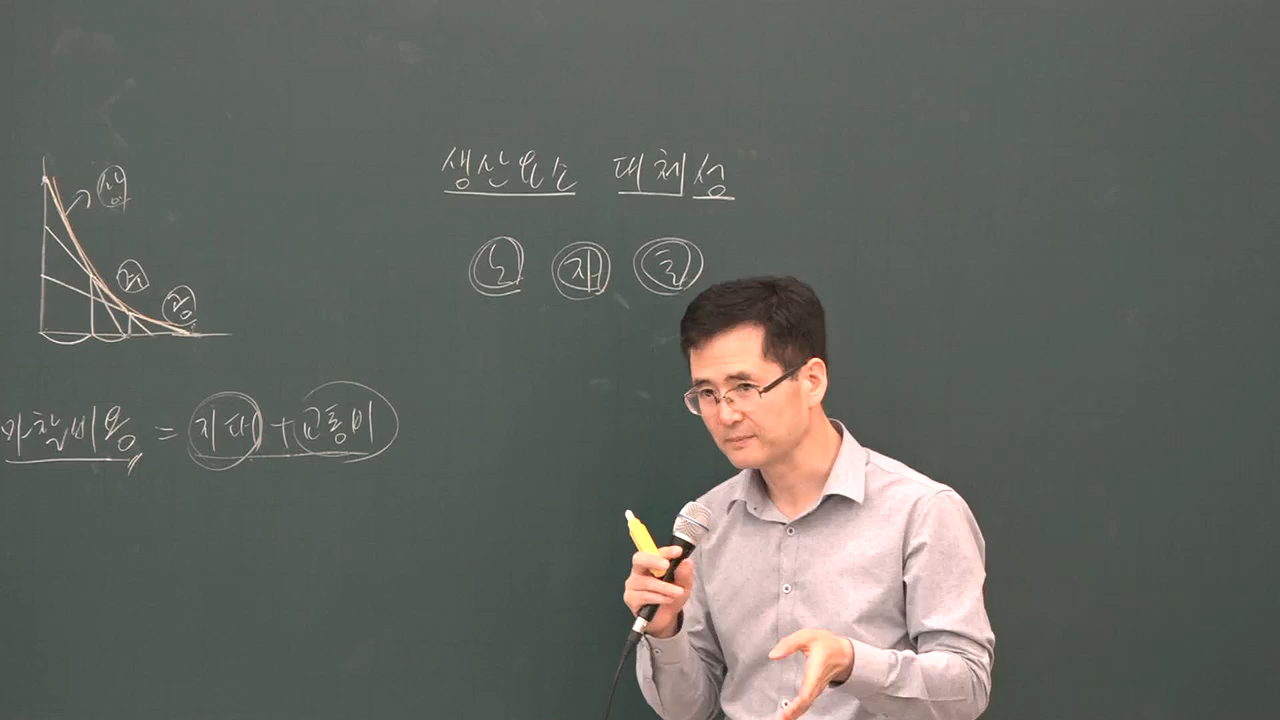 생산요소 대체성
상
노 자 토
주
공
마찰비용 = 지대 + 교통비